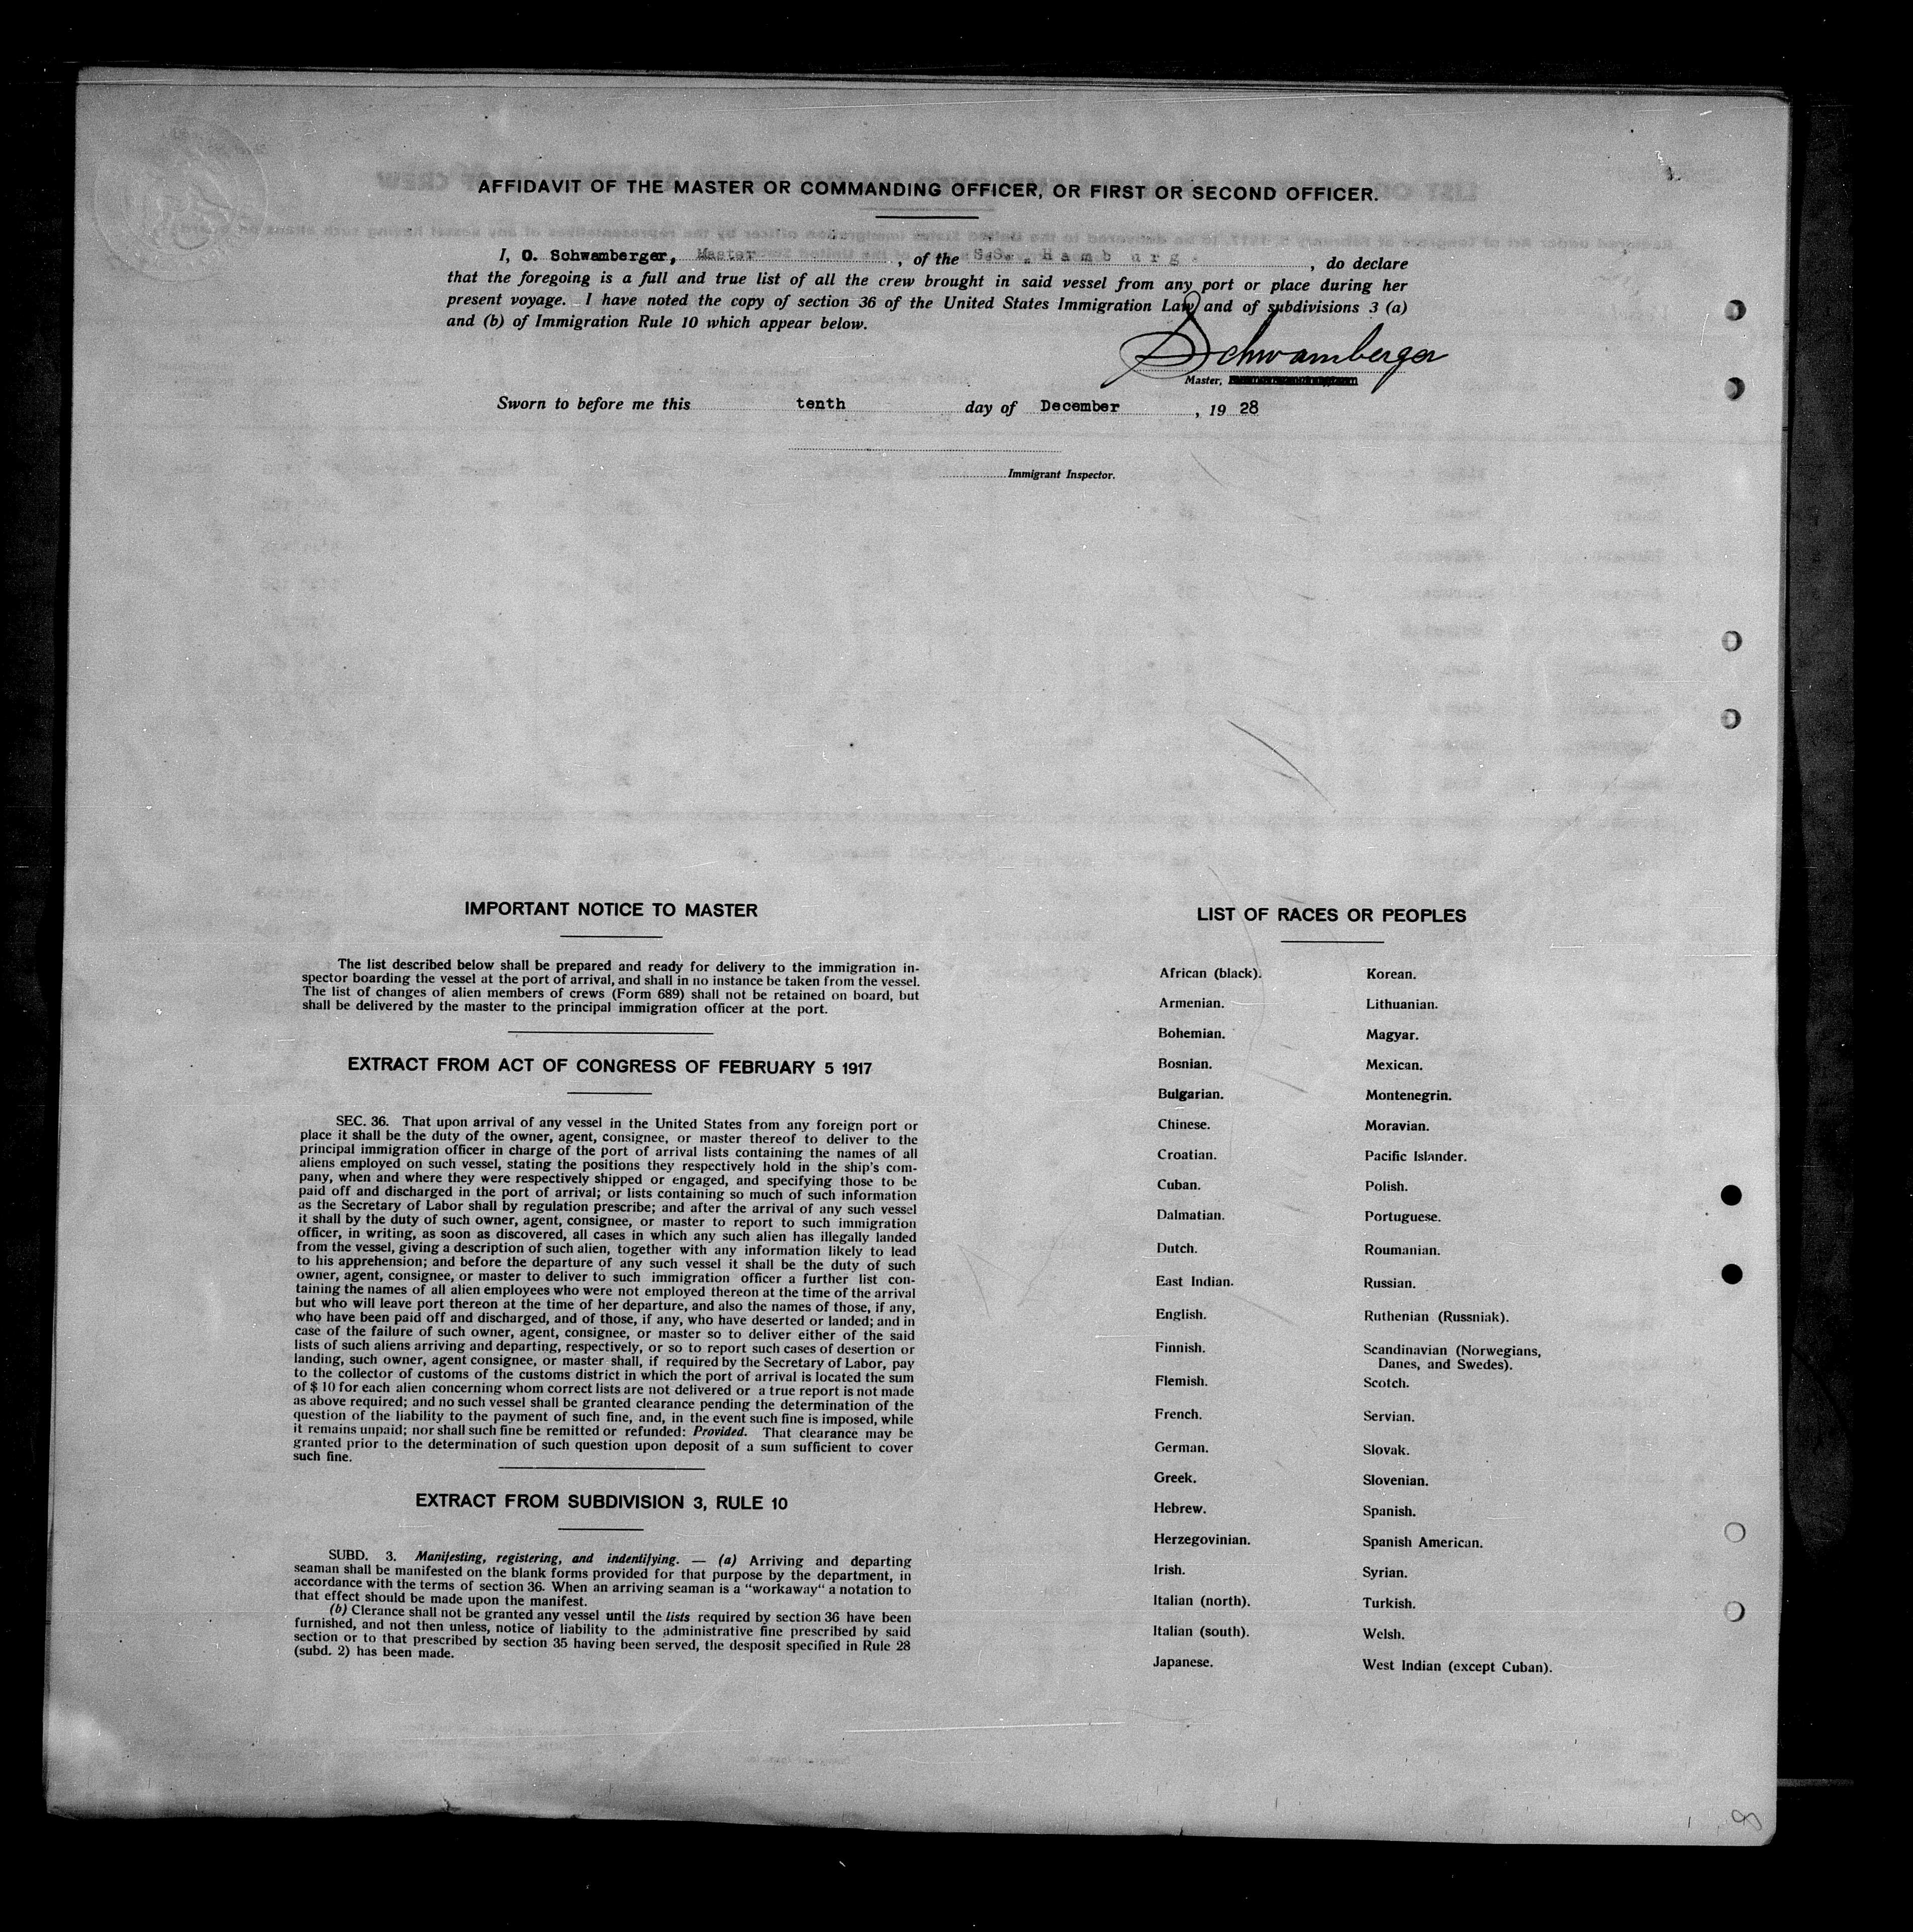 AFFIDAVIT OF THE MASTER OR COMMANDING OFFICER, OR FIRST OR SECOND OFFICER.
I, O. Schwamberger, Master, of the S.S. Hamburg., do declare
that the foregoing is a full and true list of all the crew brought in said vessel from any port or place during her
present voyage. I have noted the copy of section 36 of the United States Immigration Law and of subdivisions 3 (a)
and (b) of Immigration Rule 10 which appear below.
Schwamberger
Master,
Sworn to before me this tenth day of December, 19 28
Immigrant Inspector.
IMPORTANT NOTICE TO MASTER
The list described below shall be prepared and ready for delivery to the immigration in-
spector boarding the vessel at the port of arrival, and shall in no instance be taken from the vessel.
The list of changes of alien members of crews (Form 689) shall not be retained on board, but
shall be delivered by the master to the principal immigration officer at the port.
EXTRACT FROM ACT OF CONGRESS OF FEBRUARY 5 1917
SEC. 36. That upon arrival of any vessel in the United States from any foreign port or
place it shall be the duty of the owner, agent, consignee, or master thereof to deliver to the
principal immigration officer in charge of the port of arrival lists containing the names of all
aliens employed on such vessel, stating the positions they respectively hold in the ship's com-
pany, when and where they were respectively shipped or engaged, and specifying those to be
paid off and discharged in the port of arrival; or lists containing so much of such information
as the Secretary of Labor shall by regulation prescribe; and after the arrival of any such vessel
it shall by the duty of such owner, agent, consignee, or master to report to such immigration
officer, in writing, as soon as discovered, all cases in which any such alien has illegally landed
from the vessel, giving a description of such alien, together with any information likely to lead
to his apprehension; and before the departure of any such vessel it shall be the duty of such
owner, agent, consignee, or master to deliver to such immigration officer a further list con-
taining the names of all alien employees who were not employed thereon at the time of the arrival
but who will leave port thereon at the time of her departure, and also the names of those, if any,
who have been paid off and discharged, and of those, if any, who have deserted or landed; and in
case of the failure of such owner, agent, consignee, or master so to deliver either of the said
lists of such aliens arriving and departing, respectively, or so to report such cases of desertion or
landing, such owner, agent consignee, or master shall, if required by the Secretary of Labor, pay
to the collector of customs of the customs district in which the port of arrival is located the sum
of $ 10 for each alien concerning whom correct lists are not delivered or a true report is not made
as above required; and no such vessel shall be granted clearance pending the determination of the
question of the liability to the payment of such fine, and, in the event such fine is imposed, while
it remains unpaid; nor shall such fine be remitted or refunded: Provided. That clearance may be
granted prior to the determination of such question upon deposit of a sum sufficient to cover
such fine.
EXTRACT FROM SUBDIVISION 3, RULE 10
SUBD. 3. Manifesting, registering, and indentifying. — (a) Arriving and departing
seaman shall be manifested on the blank forms provided for that purpose by the department, in
accordance with the terms of section 36. When an arriving seaman is a "workaway" a notation to
that effect should be made upon the manifest.
(b) Clerance shall not be granted any vessel until the lists required by section 36 have been
furnished, and not then unless, notice of liability to the administrative fine prescribed by said
section or to that prescribed by section 35 having been served, the desposit specified in Rule 28
(subd. 2) has been made.
LIST OF RACES OR PEOPLES
African (black).
Armenian.
Bohemian.
Bosnian.
Bulgarian.
Chinese.
Croatian.
Cuban.
Dalmatian.
Dutch.
East Indian.
English.
Finnish.
Flemish.
French.
German.
Greek.
Hebrew.
Herzegovinian.
Irish.
Italian (north).
Italian (south).
Japanese.
Korean.
Lithuanian.
Magyar.
Mexican.
Montenegrin.
Moravian.
Pacific Islander.
Polish.
Portuguese.
Roumanian.
Russian.
Ruthenian (Russniak).
Scandinavian (Norwegians,
Danes, and Swedes).
Scotch.
Servian.
Slovak.
Slovenian.
Spanish.
Spanish American.
Syrian.
Turkish.
Welsh.
West Indian (except Cuban).